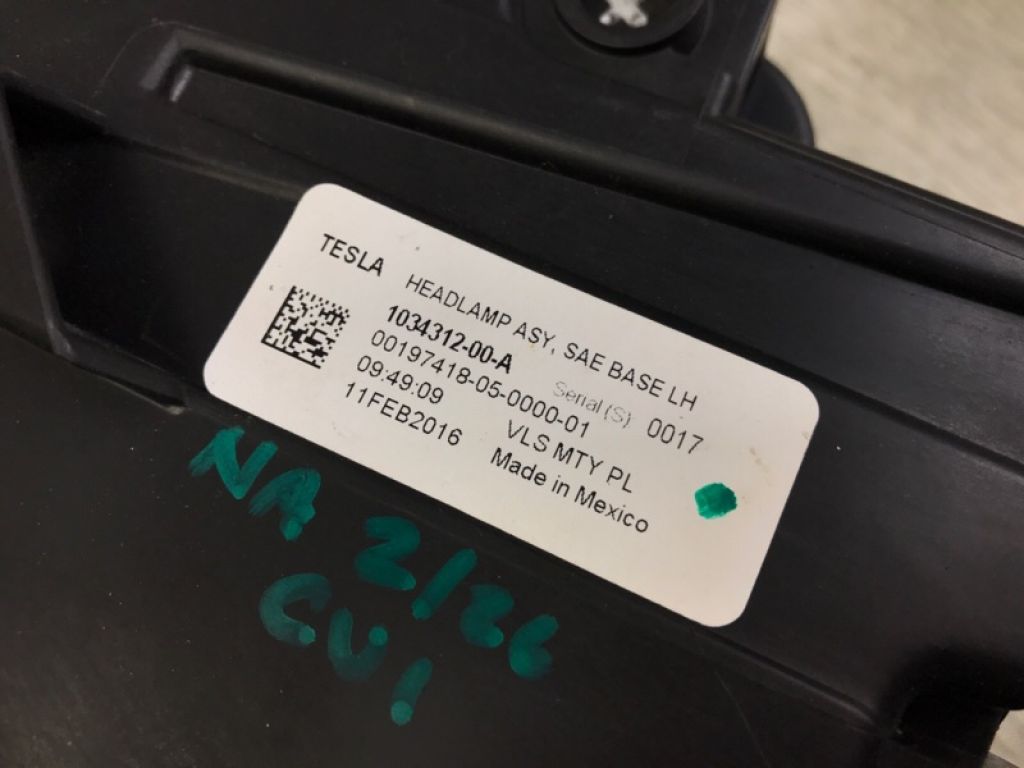 TESLA HEADLAMP ASY, SAE BASE LH
1034312-00-A Serial(S) 0017
00197418-05-0000-01
09:49:09 VLS MTY PL
11FEB2016 Made in Mexico
NA 2/26
CV1